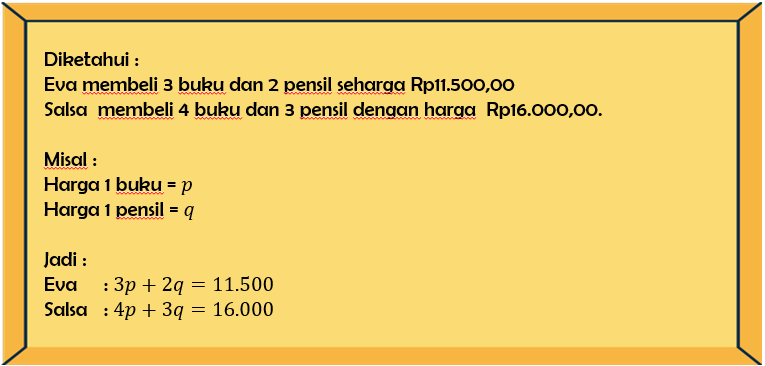 Diketahui :
Eva membeli 3 buku dan 2 pensil seharga Rp11.500,00
Salsa membeli 4 buku dan 3 pensil dengan harga Rp16.000,00.
Misal :
Harga 1 buku = p
Harga 1 pensil = q
Jadi :
Eva : 3p + 2q = 11.500
Salsa : 4p + 3q = 16.000